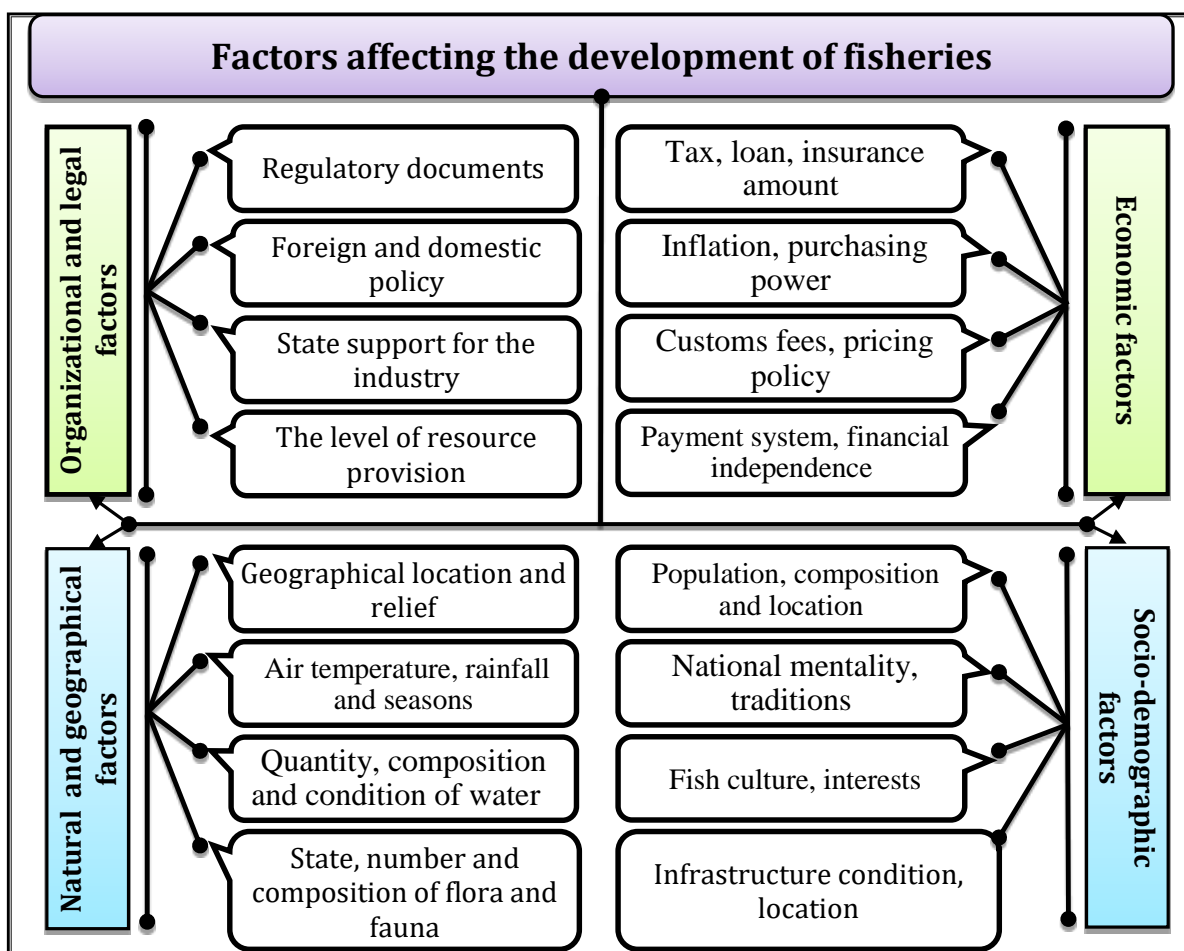 Factors affecting the development of fisheries
Organizational and legal
factors
Regulatory documents
Foreign and domestic
policy
State support for the
industry
The level of resource
provision
Tax, loan, insurance
amount
Inflation, purchasing
power
Customs fees, pricing
policy
Payment system, financial
independence
Economic factors
Natural and geographical
factors
Geographical location and
relief
Air temperature, rainfall
and seasons
Quantity, composition
and condition of water
State, number and
composition of flora and
fauna
Population, composition
and location
National mentality,
traditions
Fish culture, interests
Infrastructure condition,
location
Socio-demographic
factors